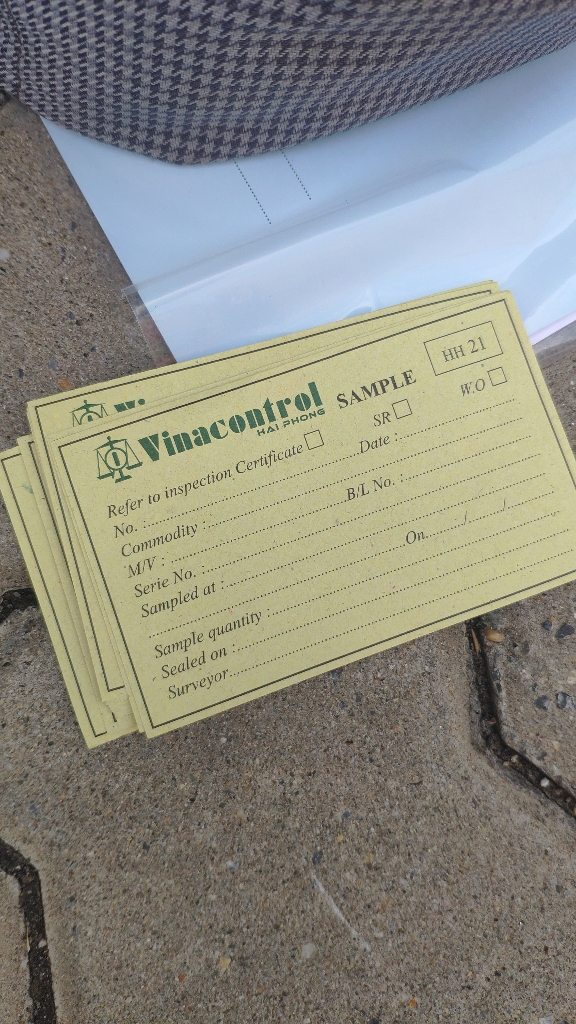 Vinacontrol SAMPLE HH 21
HAI PHONG
Refer to inspection Certificate □ SR □ W.O □
No. :..........Date :..........
Commodity :..........
M/V :..........B/L No. :..........
Serie No. :..........
Sampled at :..........On....../....../......
Sample quantity :..........
Sealed on :..........
Surveyor..........